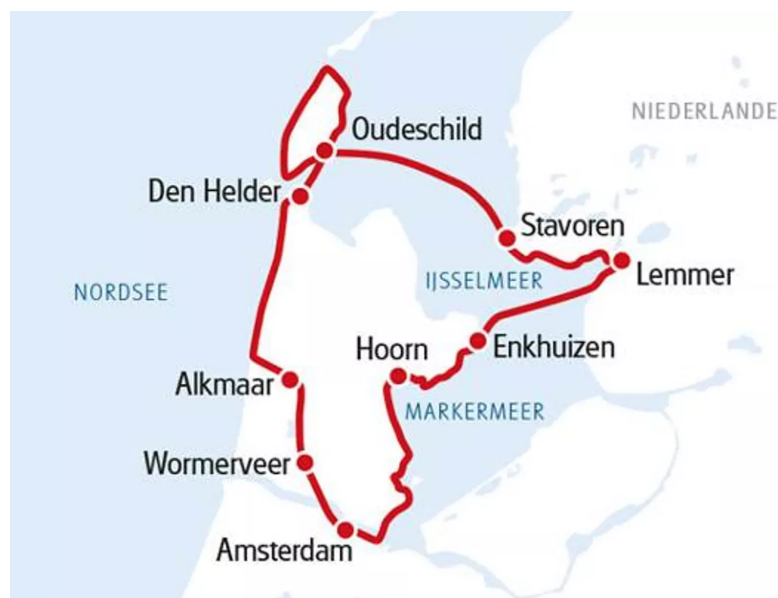 NIEDERLANDE
Oudeschild
Den Helder
Stavoren
Lemmer
IJSSELMEER
NORDSEE
Enkhuizen
Hoorn
Alkmaar
MARKERMEER
Wormerveer
Amsterdam